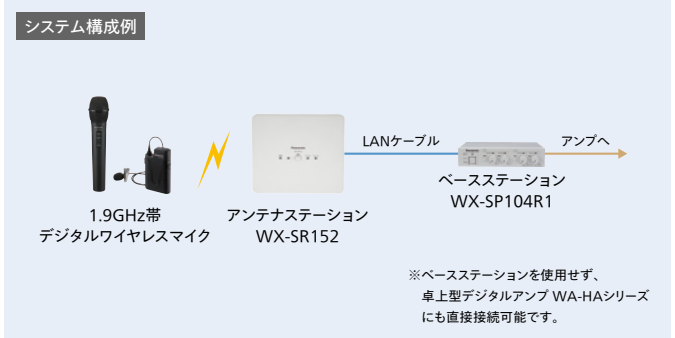 システム構成例
LANケーブル
アンプへ
ベースステーション
WX-SP104R1
1.9GHz帯
デジタルワイヤレスマイク
アンテナステーション
WX-SR152
※ベースステーションを使用せず、
卓上型デジタルアンプ WA-HAシリーズ
にも直接接続可能です。